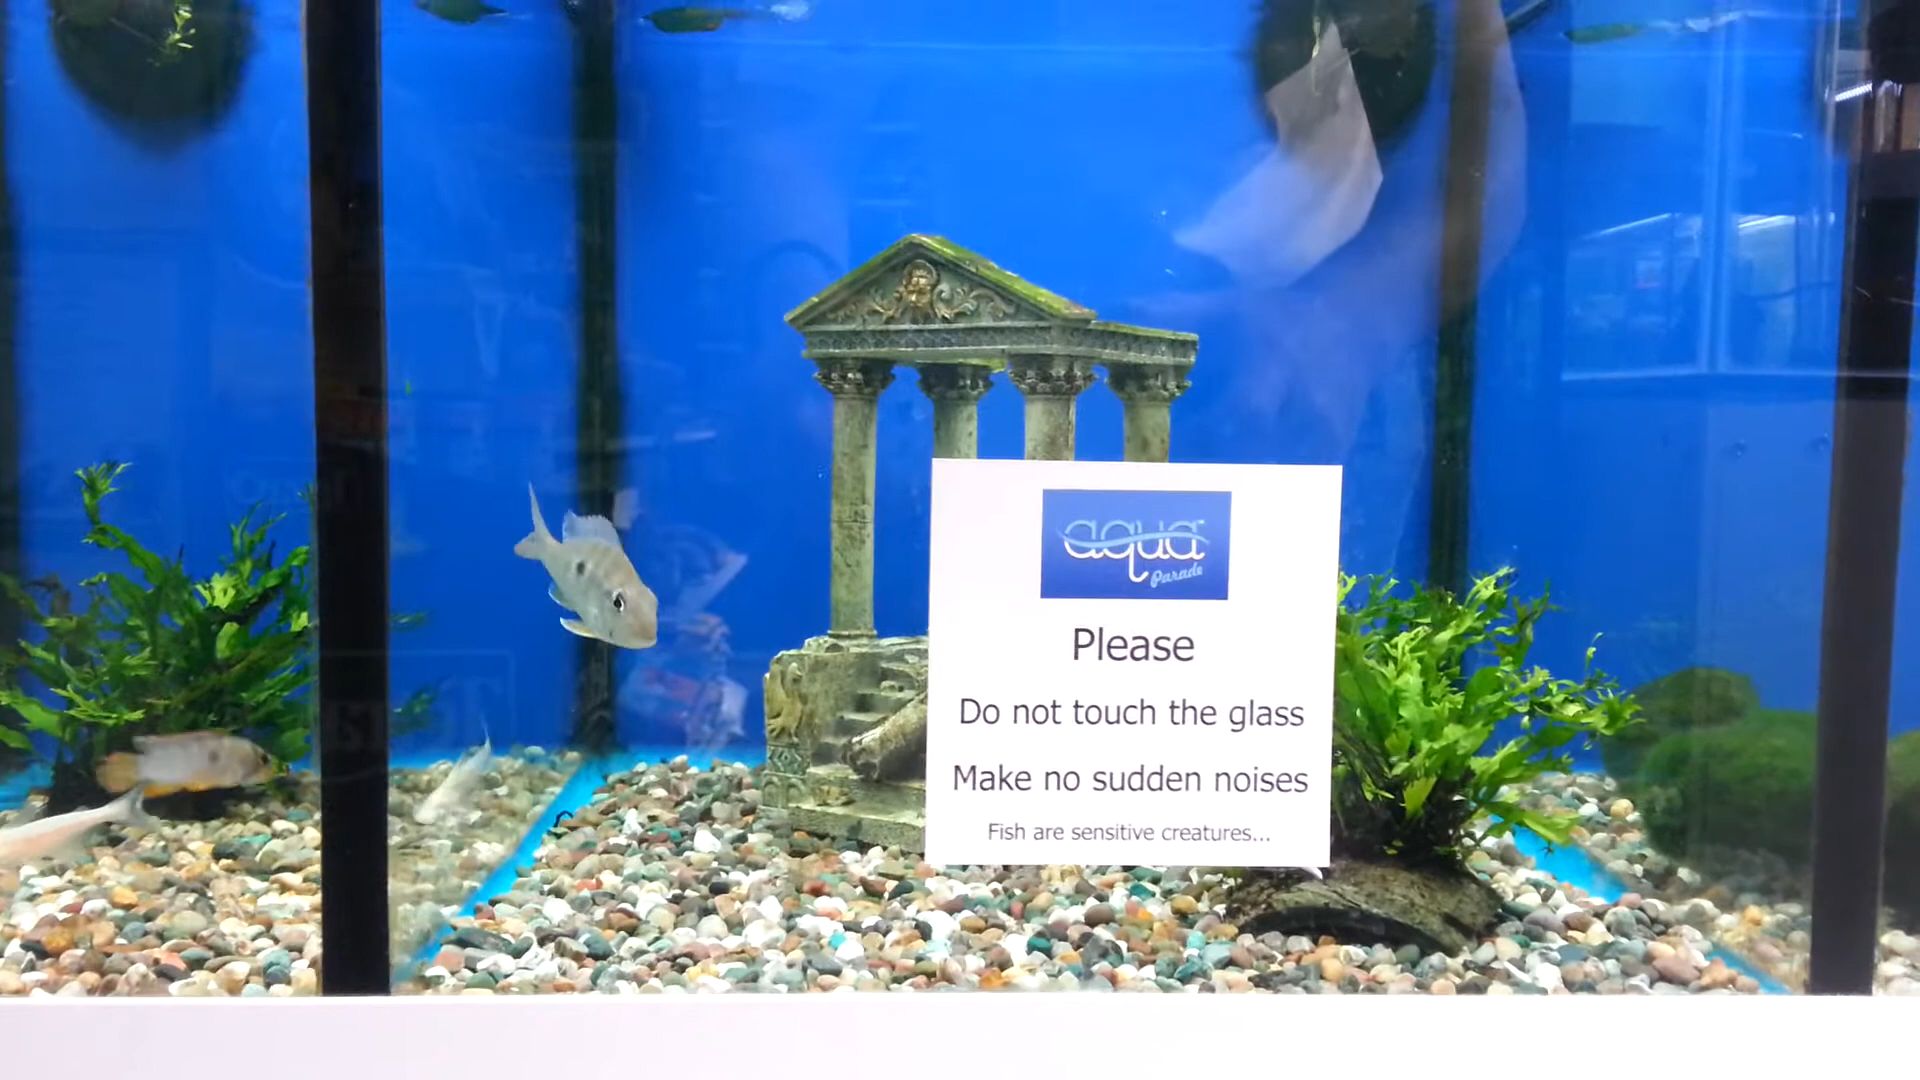 aqua
Parade
Please
Do not touch the glass
Make no sudden noises
Fish are sensitive creatures...